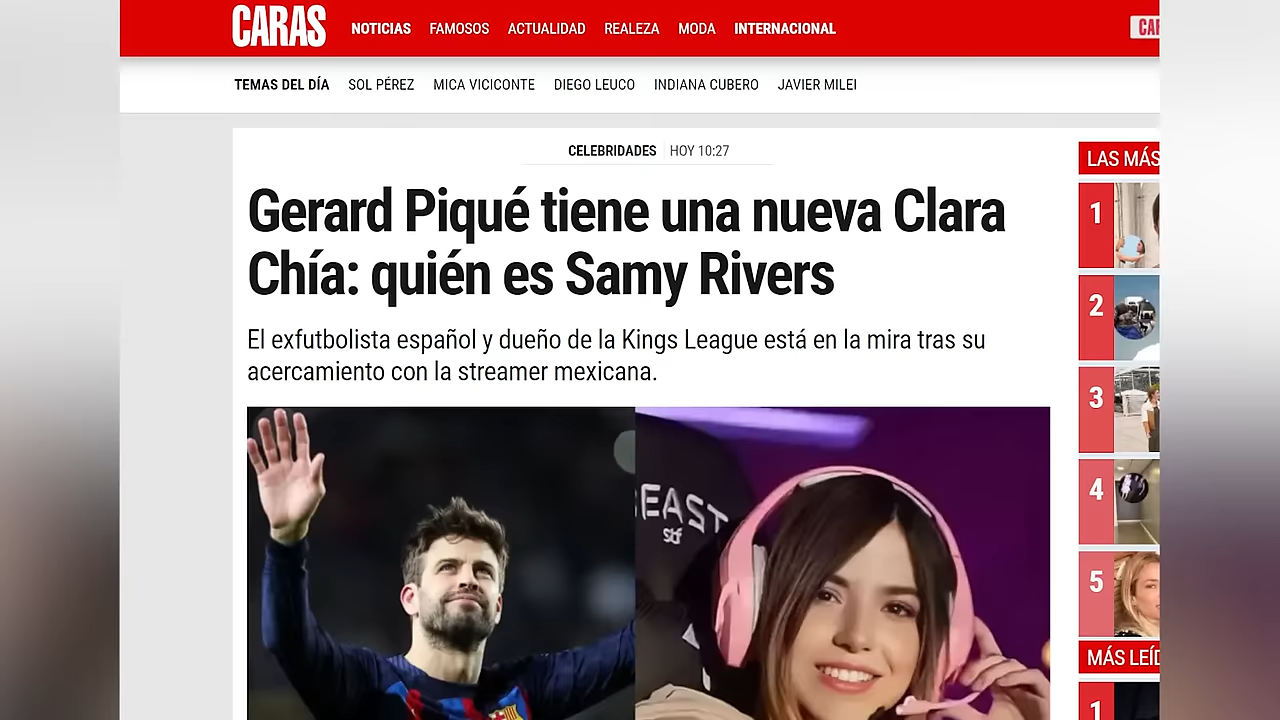 CARAS
NOTICIAS FAMOSOS ACTUALIDAD REALEZA MODA INTERNACIONAL
TEMAS DEL DÍA SOL PÉREZ MICA VICICONTE DIEGO LEUCO INDIANA CUBERO JAVIER MILEI
CELEBRIDADES HOY 10:27
Gerard Piqué tiene una nueva Clara
Chía: quién es Samy Rivers
El exfutbolista español y dueño de la Kings League está en la mira tras su
acercamiento con la streamer mexicana.
EAST
stf
LAS MÁS
1
2
3
4
5
MÁS LEÍD
1